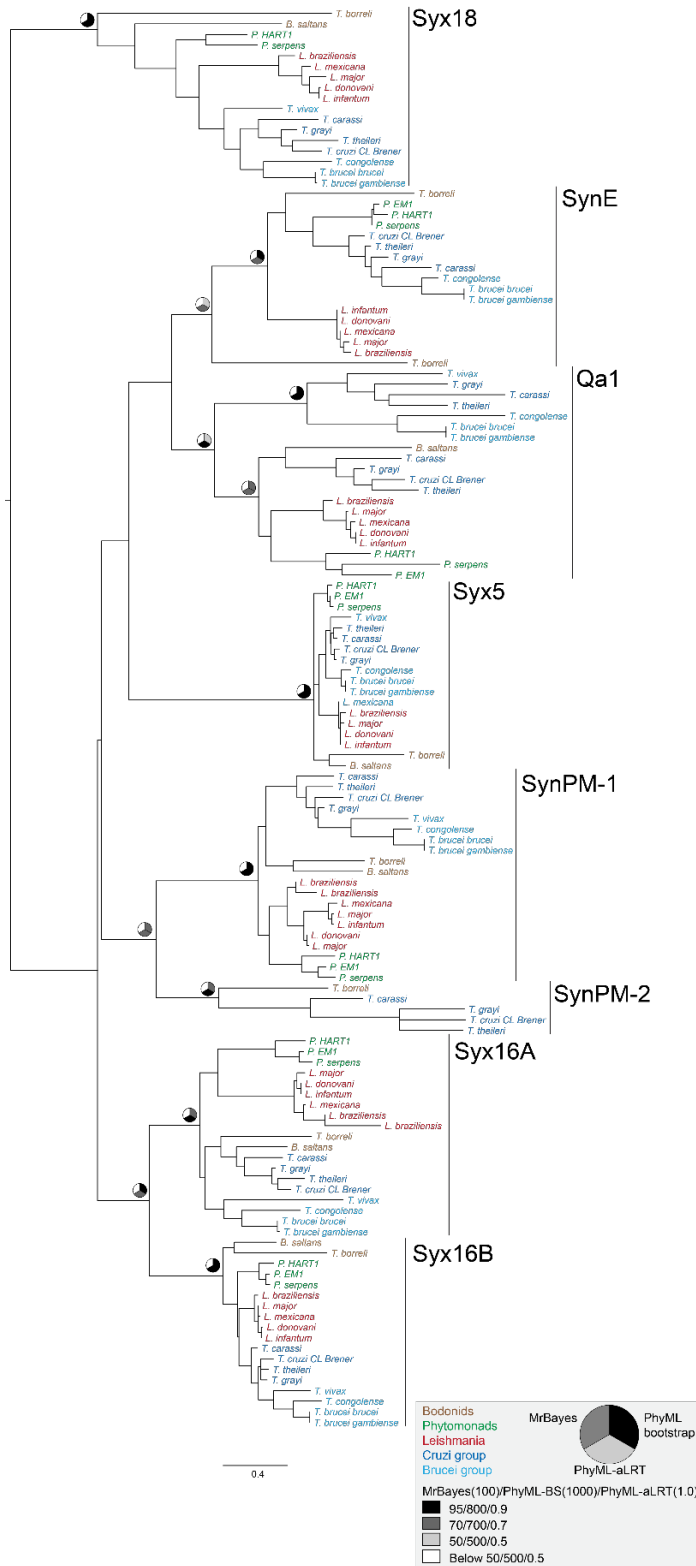 T. borreli
Syx18
B. saltans
P. HART1
P. serpens
L. braziliensis
L. mexicana
L. major
L. donovani
L. infantum
T. vivax
T. carassi
T. grayi
T. theileri
T. cruzi CL Brener
T. congolense
T. brucei brucei
T. brucei gambiense
SynE
T. borreli
P. EM1
P. HART1
P. serpens
T. cruzi CL Brener
T. theileri
T. grayi
T. carassi
T. congolense
T. brucei brucei
T. brucei gambiense
L. infantum
L. donovani
L. mexicana
L. major
L. braziliensis
T. borreli
Qa1
T. vivax
T. grayi
T. carassi
T. theileri
T. congolense
T. brucei brucei
T. brucei gambiense
B. saltans
T. carassi
T. grayi
T. cruzi CL Brener
T. theileri
L. braziliensis
L. major
L. mexicana
L. donovani
L. infantum
P. HART1
P. serpens
P. EM1
Syx5
P. HART1
P. EM1
P. serpens
T. vivax
T. theileri
T. carassi
T. cruzi CL Brener
T. grayi
T. congolense
T. brucei brucei
T. brucei gambiense
L. mexicana
L. braziliensis
L. major
L. donovani
L. infantum
T. borreli
B. saltans
SynPM-1
T. carassi
T. theileri
T. cruzi CL Brener
T. grayi
T. vivax
T. congolense
T. brucei brucei
T. brucei gambiense
T. borreli
B. saltans
L. braziliensis
L. braziliensis
L. mexicana
L. major
L. infantum
L. donovani
L. major
P. HART1
P. EM1
P. serpens
SynPM-2
T. borreli
T. carassi
T. grayi
T. cruzi CL Brener
T. theileri
Syx16A
P. HART1
P. EM1
P. serpens
L. major
L. donovani
L. infantum
L. mexicana
L. braziliensis
L. braziliensis
T. borreli
B. saltans
T. carassi
T. grayi
T. theileri
T. cruzi CL Brener
T. vivax
T. congolense
T. brucei brucei
T. brucei gambiense
Syx16B
B. saltans
T. borreli
P. HART1
P. EM1
P. serpens
L. braziliensis
L. major
L. mexicana
L. donovani
L. infantum
T. carassi
T. cruzi CL Brener
T. theileri
T. grayi
T. vivax
T. congolense
T. brucei brucei
T. brucei gambiense
0.4
Bodonids
Phytomonads
Leishmania
Cruzi group
Brucei group
MrBayes
PhyML
bootstrap
PhyML-aLRT
MrBayes(100)/PhyML-BS(1000)/PhyML-aLRT(1.0)
95/800/0.9
70/700/0.7
50/500/0.5
Below 50/500/0.5